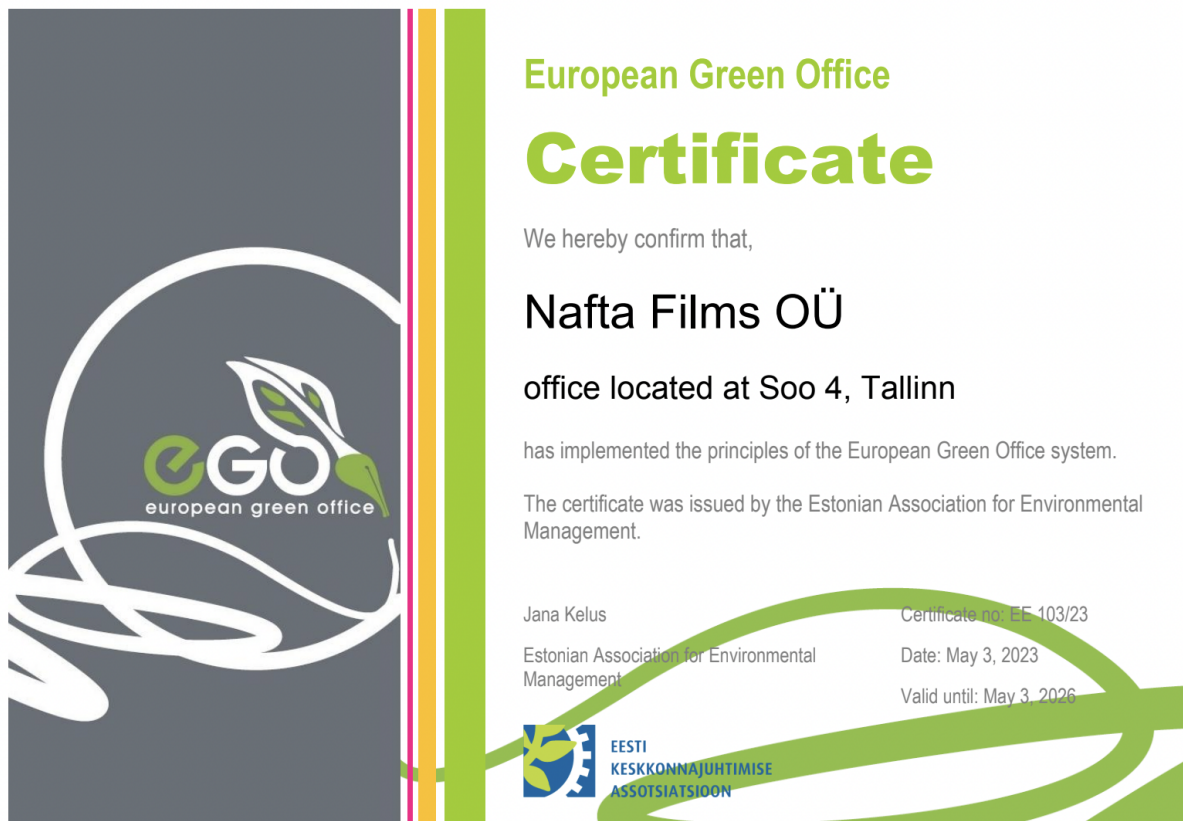 European Green Office
Certificate
We hereby confirm that,
Nafta Films OÜ
office located at Soo 4, Tallinn
has implemented the principles of the European Green Office system.
The certificate was issued by the Estonian Association for Environmental
Management.
Jana Kelus
Estonian Association for Environmental
Management
Certificate no: EE 103/23
Date: May 3, 2023
Valid until: May 3, 2026
EESTI
KESKKONNAJUHTIMISE
ASSOTSIATSIOON
eGO
european green office